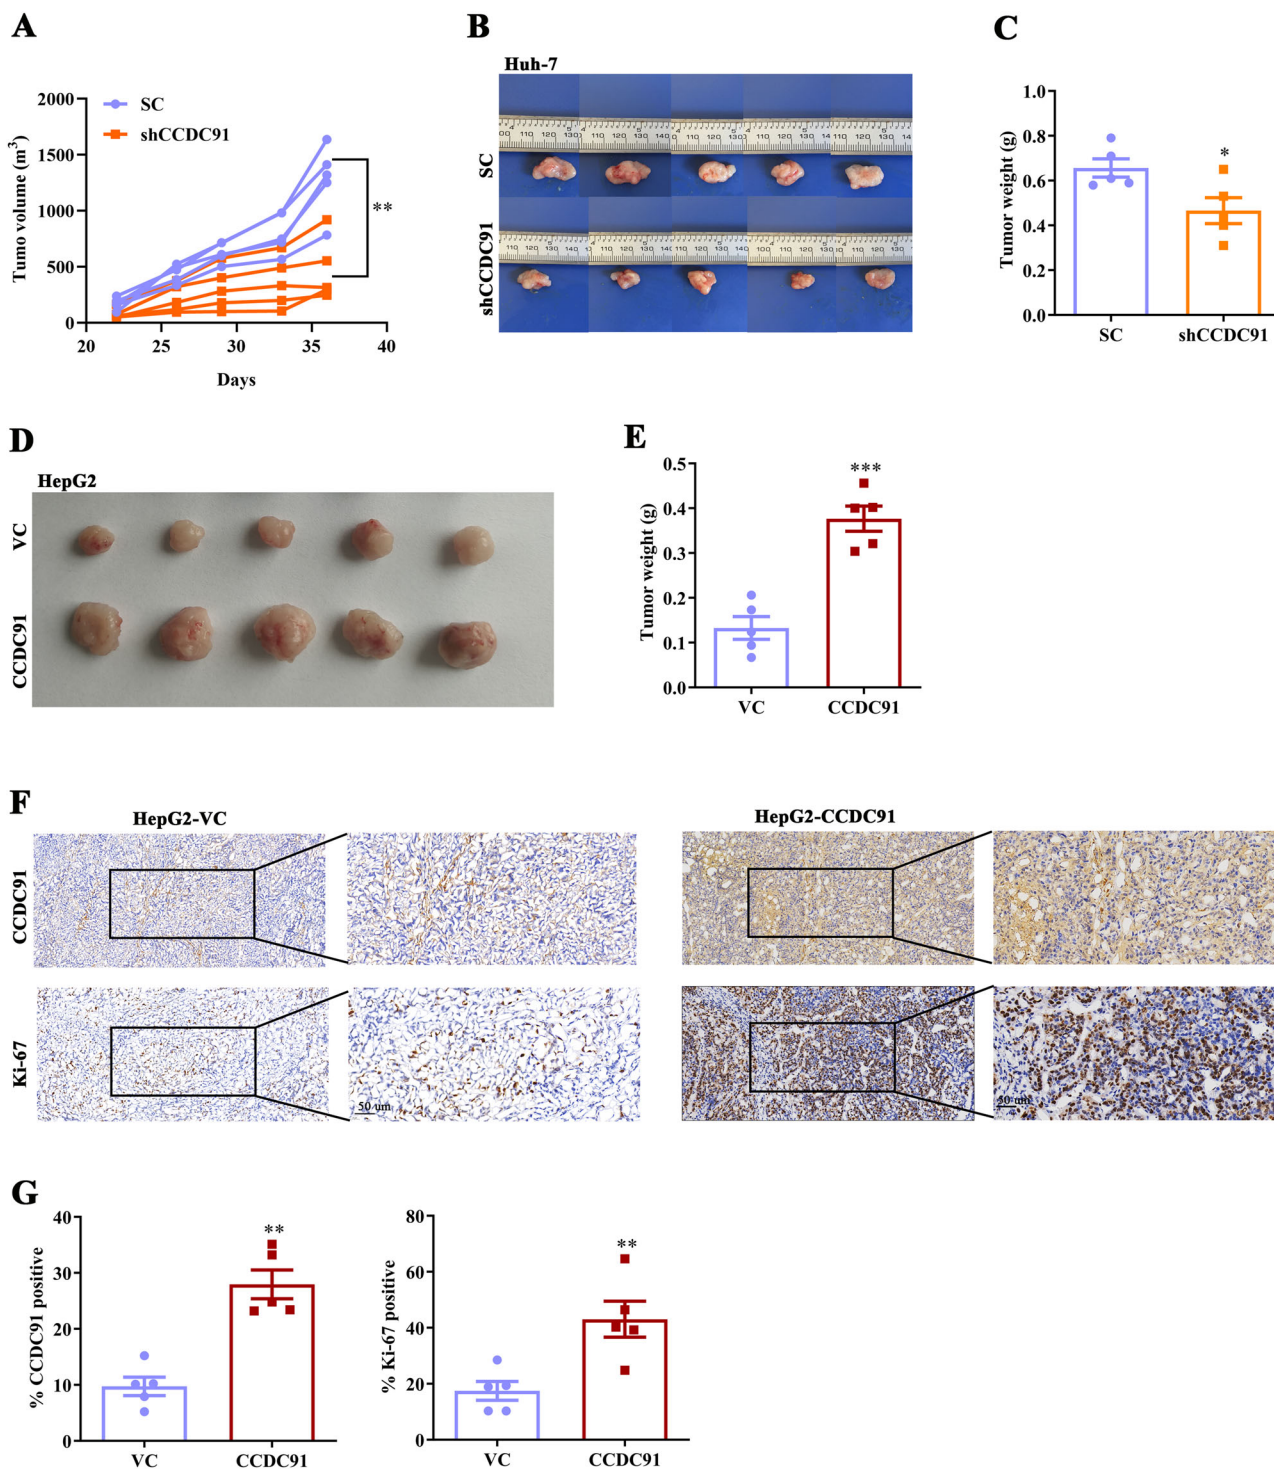 A
B
C
Huh-7
SC
shCCDC91
2000
1500
1000
500
0
Tumo volume (m³)
20
25
30
35
40
Days
**
SC
shCCDC91
1.0
0.8
0.6
0.4
0.2
0.0
Tumor weight (g)
*
SC
shCCDC91
D
HepG2
VC
CCDC91
E
0.5
0.4
0.3
0.2
0.1
0.0
Tumor weight (g)
***
VC
CCDC91
F
HepG2-VC
HepG2-CCDC91
CCDC91
Ki-67
50 um
50 um
G
40
30
20
10
0
% CCDC91 positive
**
VC
CCDC91
80
60
40
20
0
% Ki-67 positive
**
VC
CCDC91